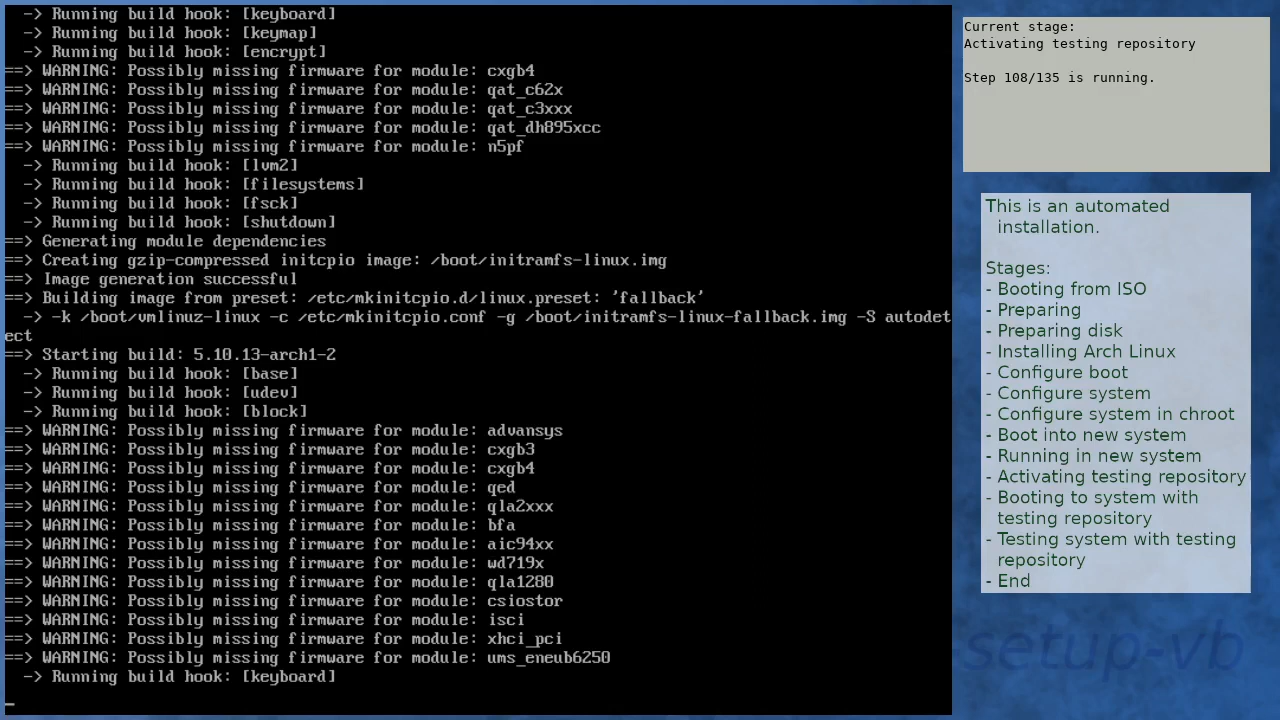 -> Running build hook: [keyboard]
-> Running build hook: [keymap]
-> Running build hook: [encrypt]
==> WARNING: Possibly missing firmware for module: cxgb4
==> WARNING: Possibly missing firmware for module: qat_c62x
==> WARNING: Possibly missing firmware for module: qat_c3xxx
==> WARNING: Possibly missing firmware for module: qat_dh895xcc
==> WARNING: Possibly missing firmware for module: n5pf
-> Running build hook: [lvm2]
-> Running build hook: [filesystems]
-> Running build hook: [fsck]
-> Running build hook: [shutdown]
==> Generating module dependencies
==> Creating gzip-compressed initcpio image: /boot/initramfs-linux.img
==> Image generation successful
==> Building image from preset: /etc/mkinitcpio.d/linux.preset: 'fallback'
-> -k /boot/vmlinuz-linux -c /etc/mkinitcpio.conf -g /boot/initramfs-linux-fallback.img -S autodet
ect
==> Starting build: 5.10.13-arch1-2
-> Running build hook: [base]
-> Running build hook: [udev]
-> Running build hook: [block]
==> WARNING: Possibly missing firmware for module: advansys
==> WARNING: Possibly missing firmware for module: cxgb3
==> WARNING: Possibly missing firmware for module: cxgb4
==> WARNING: Possibly missing firmware for module: qed
==> WARNING: Possibly missing firmware for module: qla2xxx
==> WARNING: Possibly missing firmware for module: bfa
==> WARNING: Possibly missing firmware for module: aic94xx
==> WARNING: Possibly missing firmware for module: wd719x
==> WARNING: Possibly missing firmware for module: qla1280
==> WARNING: Possibly missing firmware for module: csiostor
==> WARNING: Possibly missing firmware for module: isci
==> WARNING: Possibly missing firmware for module: xhci_pci
==> WARNING: Possibly missing firmware for module: ums_eneub6250
-> Running build hook: [keyboard]
_
Current stage:
Activating testing repository
Step 108/135 is running.
This is an automated
installation.
Stages:
- Booting from ISO
- Preparing
- Preparing disk
- Installing Arch Linux
- Configure boot
- Configure system
- Configure system in chroot
- Boot into new system
- Running in new system
- Activating testing repository
- Booting to system with
testing repository
- Testing system with testing
repository
- End
setup-vb